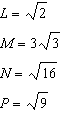 L = √2
M = 3√3
N = √16
P = √9